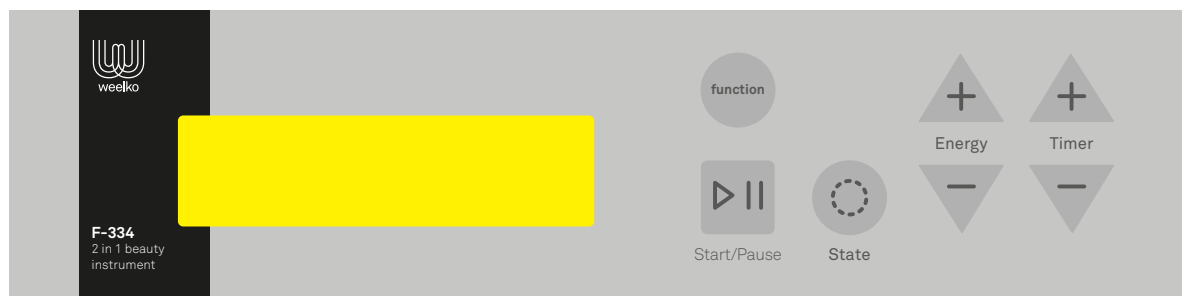 weelko
F-334
2 in 1 beauty
instrument
function
Start/Pause
State
Energy
Timer